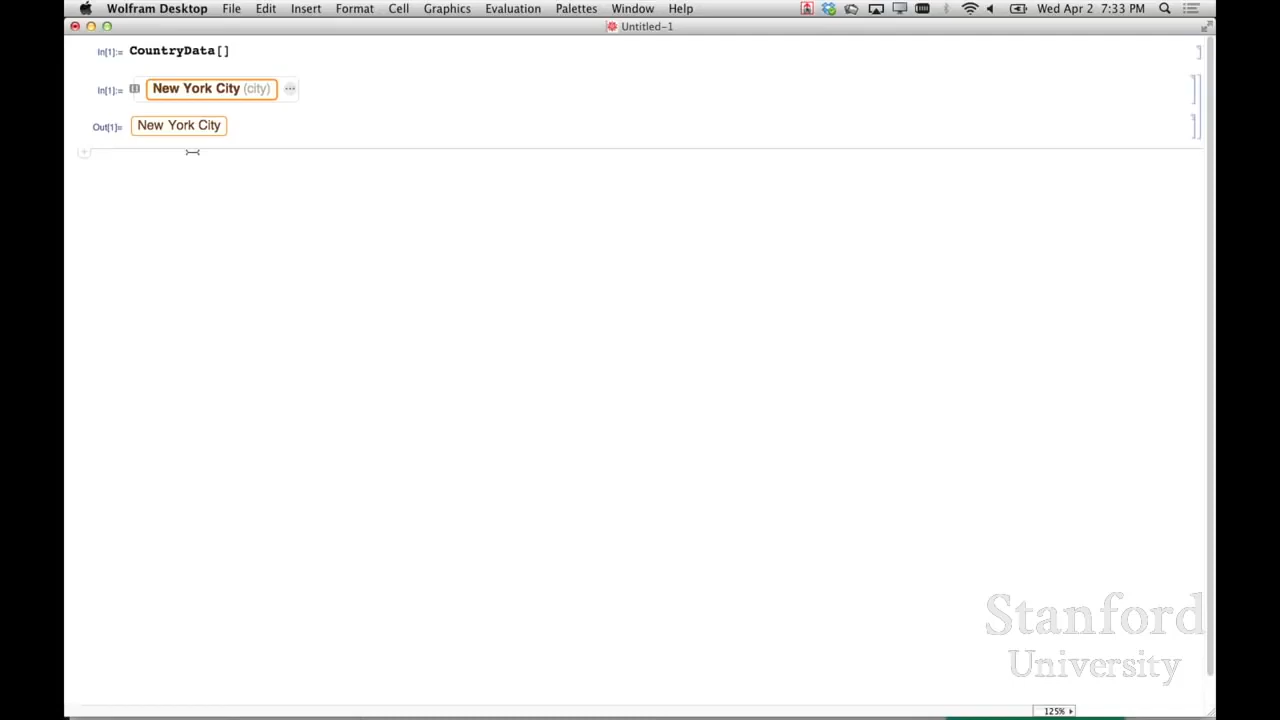 Wolfram Desktop File Edit Insert Format Cell Graphics Evaluation Palettes Window Help Wed Apr 2 7:33 PM
Untitled-1
In[1]:= CountryData[]
In[1]:= New York City (city)
Out[1]= New York City
Stanford
University
125%